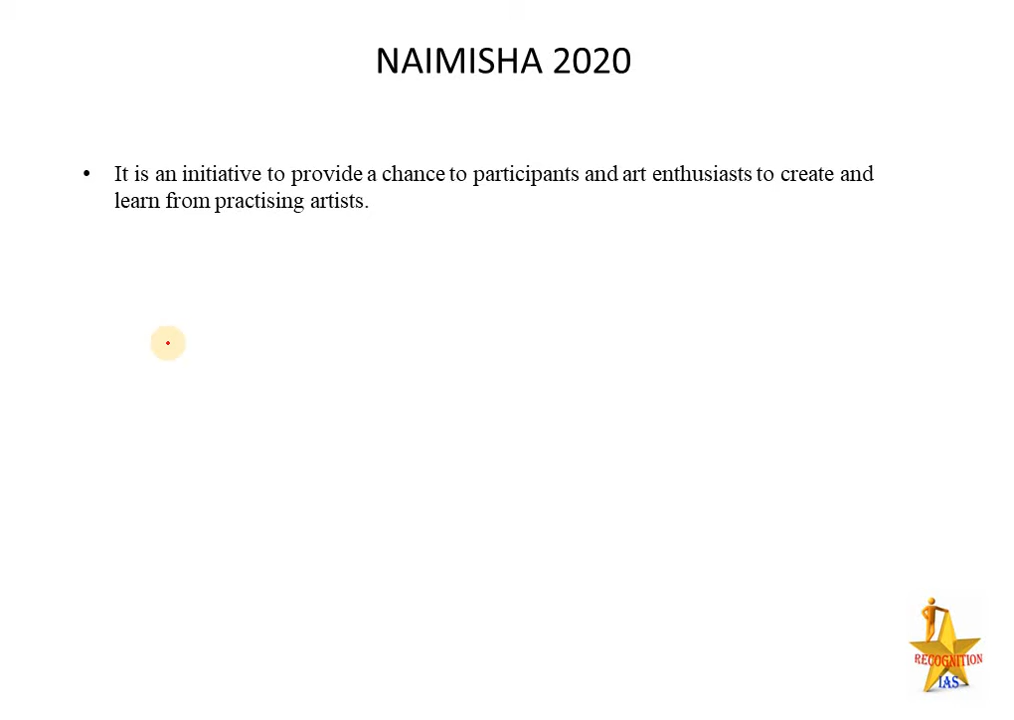 NAIMISHA 2020
• It is an initiative to provide a chance to participants and art enthusiasts to create and
learn from practising artists.
RECOGNITION
IAS